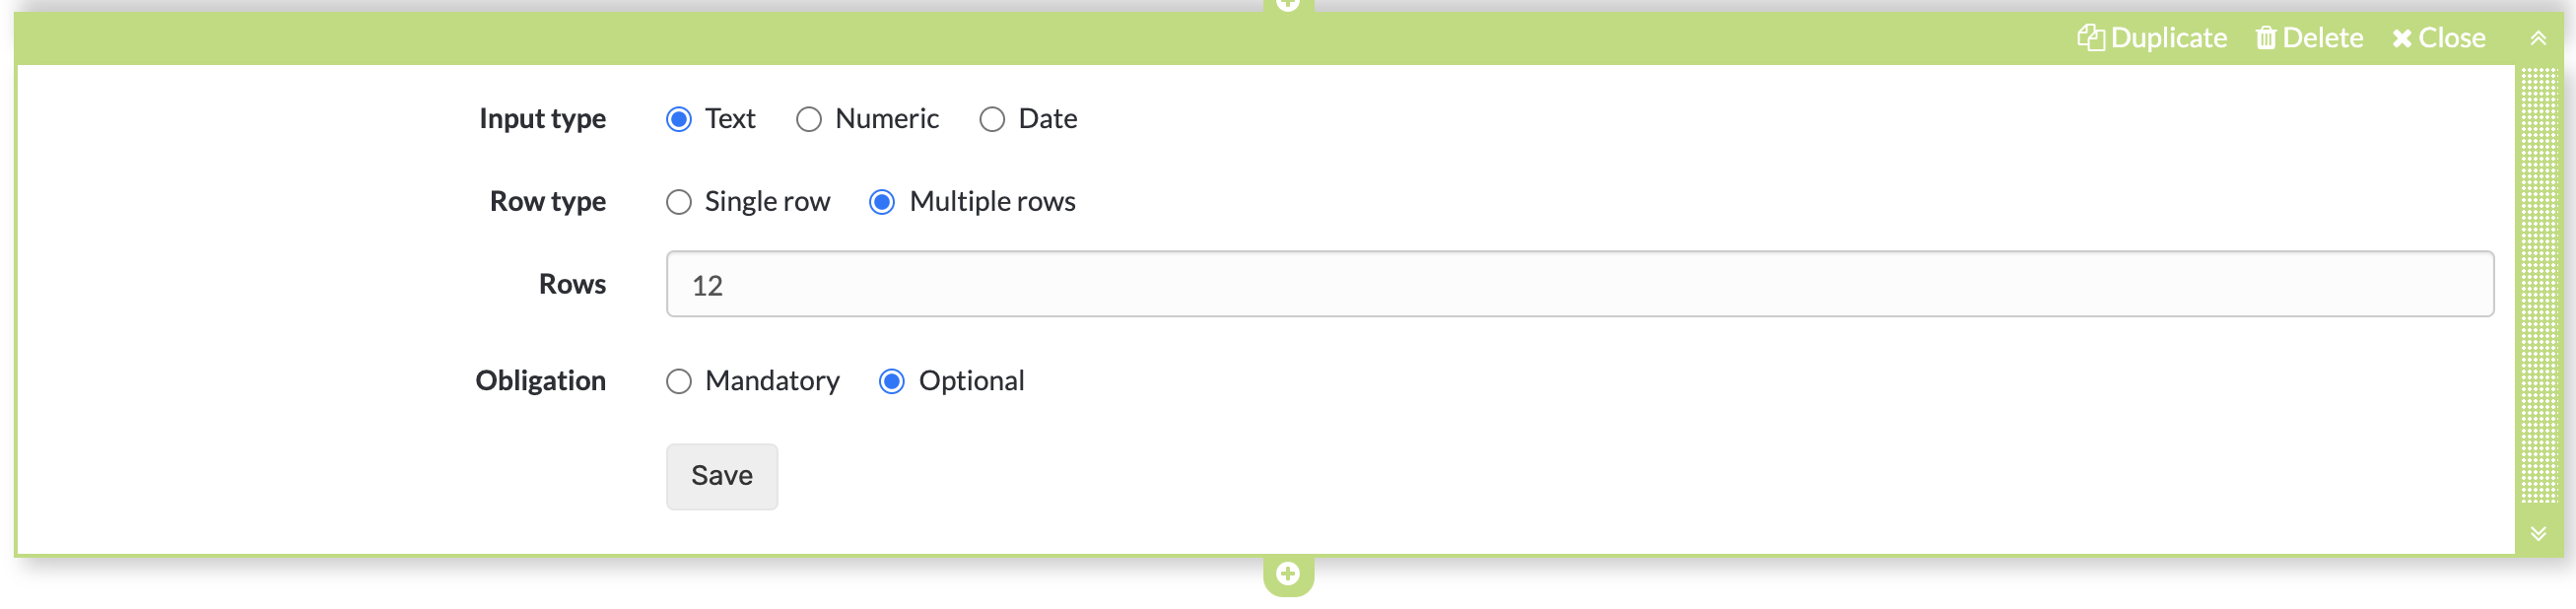 Duplicate Delete Close
Input type Text Numeric Date
Row type Single row Multiple rows
Rows 12
Obligation Mandatory Optional
Save